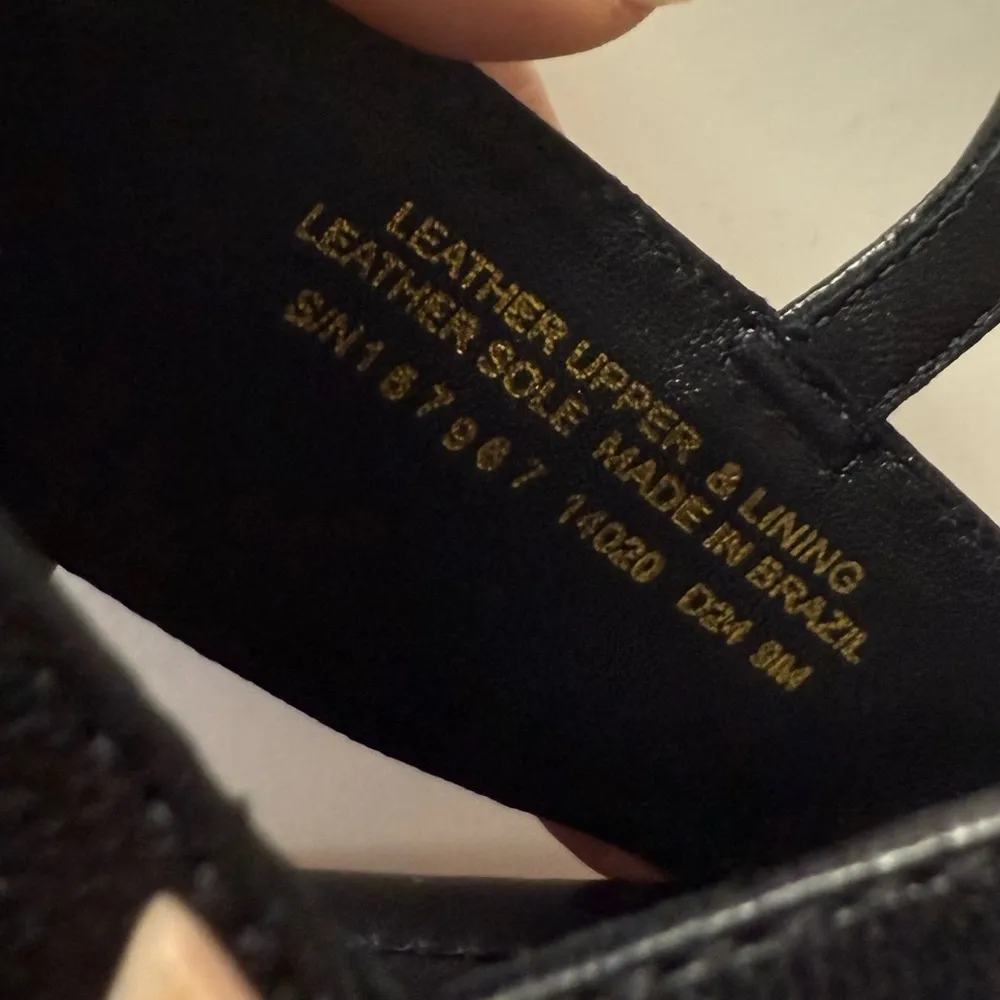 LEATHER UPPER & LINING
LEATHER SOLE MADE IN BRAZIL
S/N 167967 14020 D24 9M